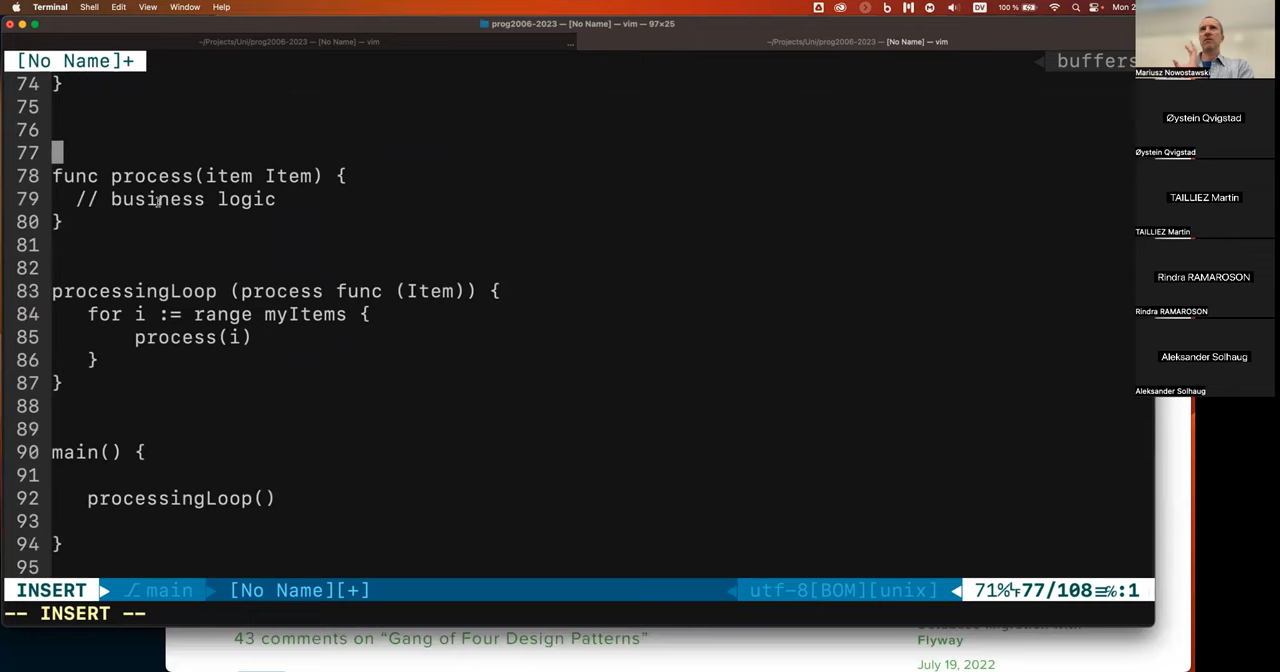 Terminal Shell Edit View Window Help 100 % DV Mon 2
prog2006-2023 — [No Name] — vim — 97×25
~/Projects/Uni/prog2006-2023 — [No Name] — vim ... ~/Projects/Uni/prog2006-2023 — [No Name] — vim
[No Name]+ buffers
74 }
75
76
77
78 func process(item Item) {
79 // business logic
80 }
81
82
83 processingLoop (process func (Item)) {
84 for i := range myItems {
85 process(i)
86 }
87 }
88
89
90 main() {
91
92 processingLoop()
93
94 }
95
INSERT main [No Name][+] utf-8[BOM][unix] 71% 77/108 :1
-- INSERT --
43 comments on “Gang of Four Design Patterns”
Flyway
July 19, 2022
Mariusz Nowostawski
Øystein Qvigstad
Øystein Qvigstad
TAILLIEZ Martin
TAILLIEZ Martin
Rindra RAMAROSON
Rindra RAMAROSON
Aleksander Solhaug
Aleksander Solhaug